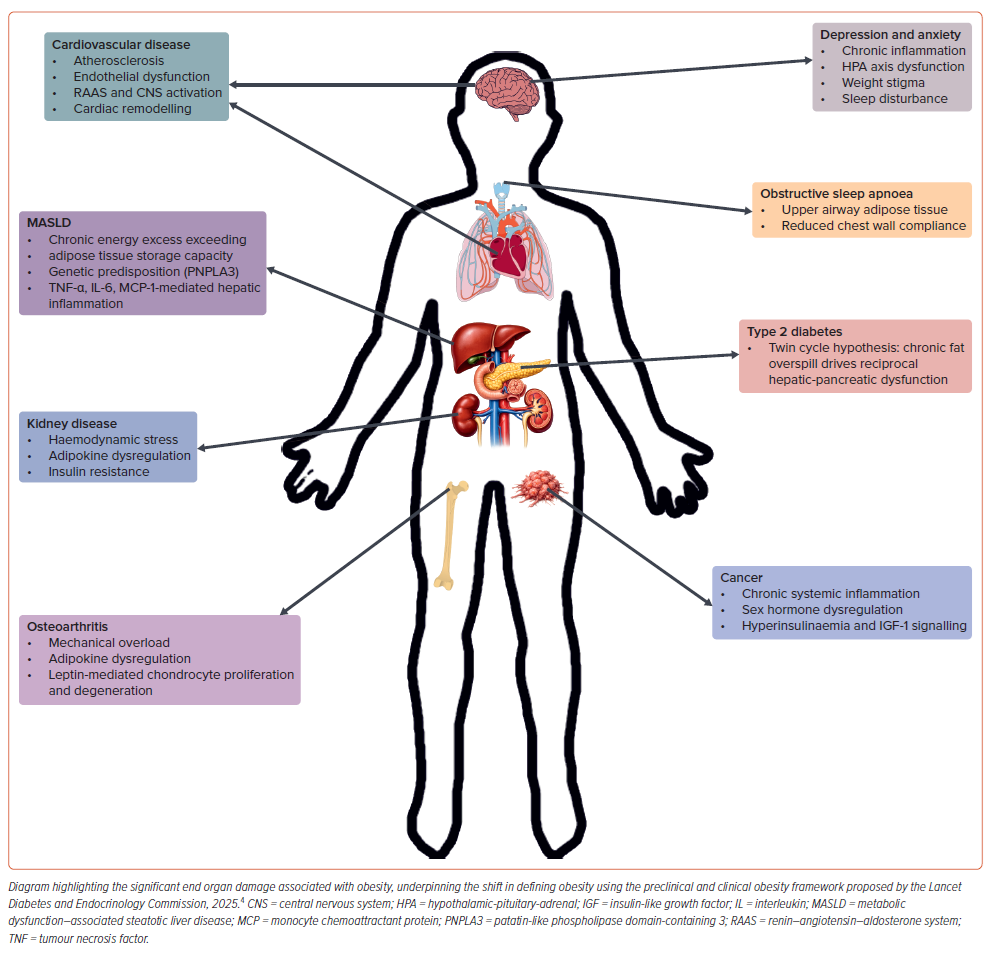 Cardiovascular disease
• Atherosclerosis
• Endothelial dysfunction
• RAAS and CNS activation
• Cardiac remodelling
Depression and anxiety
• Chronic inflammation
• HPA axis dysfunction
• Weight stigma
• Sleep disturbance
Obstructive sleep apnoea
• Upper airway adipose tissue
• Reduced chest wall compliance
MASLD
• Chronic energy excess exceeding
• adipose tissue storage capacity
• Genetic predisposition (PNPLA3)
• TNF-α, IL-6, MCP-1-mediated hepatic
inflammation
Type 2 diabetes
• Twin cycle hypothesis: chronic fat
overspill drives reciprocal
hepatic-pancreatic dysfunction
Kidney disease
• Haemodynamic stress
• Adipokine dysregulation
• Insulin resistance
Cancer
• Chronic systemic inflammation
• Sex hormone dysregulation
• Hyperinsulinaemia and IGF-1 signalling
Osteoarthritis
• Mechanical overload
• Adipokine dysregulation
• Leptin-mediated chondrocyte proliferation
and degeneration
Diagram highlighting the significant end organ damage associated with obesity, underpinning the shift in defining obesity using the preclinical and clinical obesity framework proposed by the Lancet
Diabetes and Endocrinology Commission, 2025.⁴ CNS = central nervous system; HPA = hypothalamic-pituitary-adrenal; IGF = insulin-like growth factor; IL = interleukin; MASLD = metabolic
dysfunction–associated steatotic liver disease; MCP = monocyte chemoattractant protein; PNPLA3 = patatin-like phospholipase domain-containing 3; RAAS = renin–angiotensin–aldosterone system;
TNF = tumour necrosis factor.